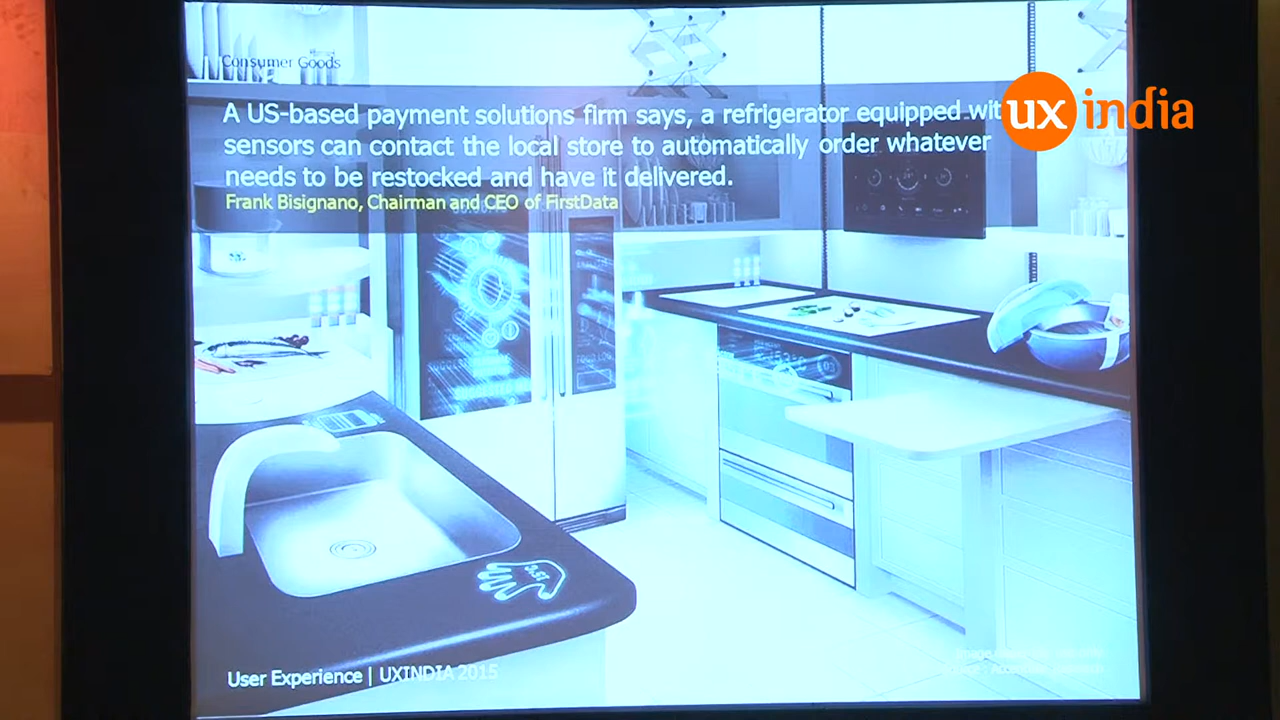 Consumer Goods
A US-based payment solutions firm says, a refrigerator equipped wit
sensors can contact the local store to automatically order whatever
needs to be restocked and have it delivered.
Frank Bisignano, Chairman and CEO of FirstData
ux india
User Experience | UXINDIA 2015